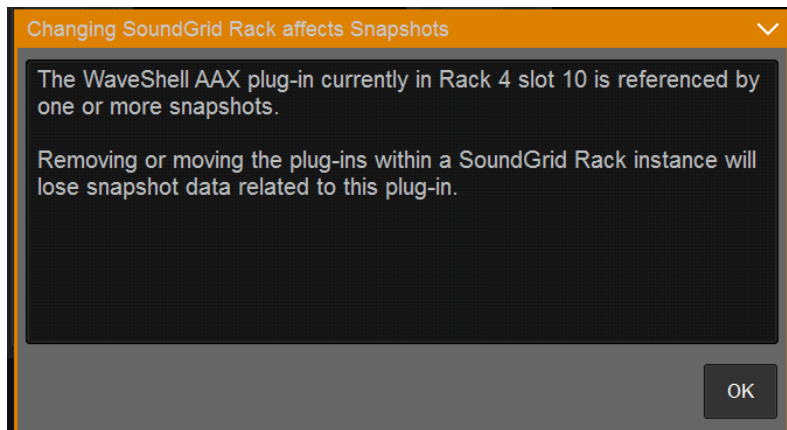 Changing SoundGrid Rack affects Snapshots
The WaveShell AAX plug-in currently in Rack 4 slot 10 is referenced by
one or more snapshots.
Removing or moving the plug-ins within a SoundGrid Rack instance will
lose snapshot data related to this plug-in.
OK